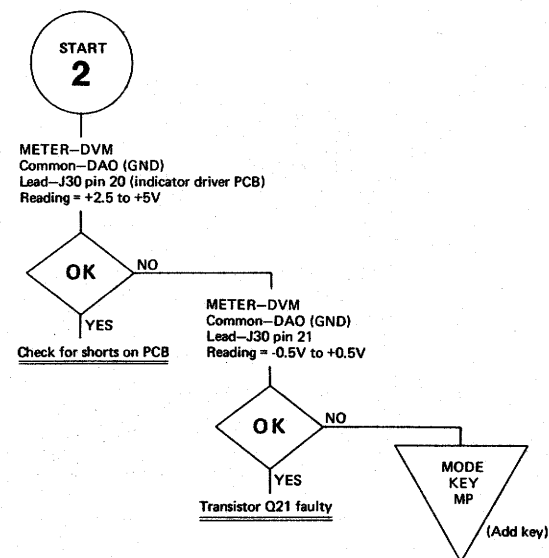 START
2
METER–DVM
Common–DAO (GND)
Lead–J30 pin 20 (indicator driver PCB)
Reading = +2.5 to +5V
OK
NO
YES
Check for shorts on PCB
METER–DVM
Common–DAO (GND)
Lead–J30 pin 21
Reading = -0.5V to +0.5V
OK
NO
YES
Transistor Q21 faulty
MODE
KEY
MP
(Add key)